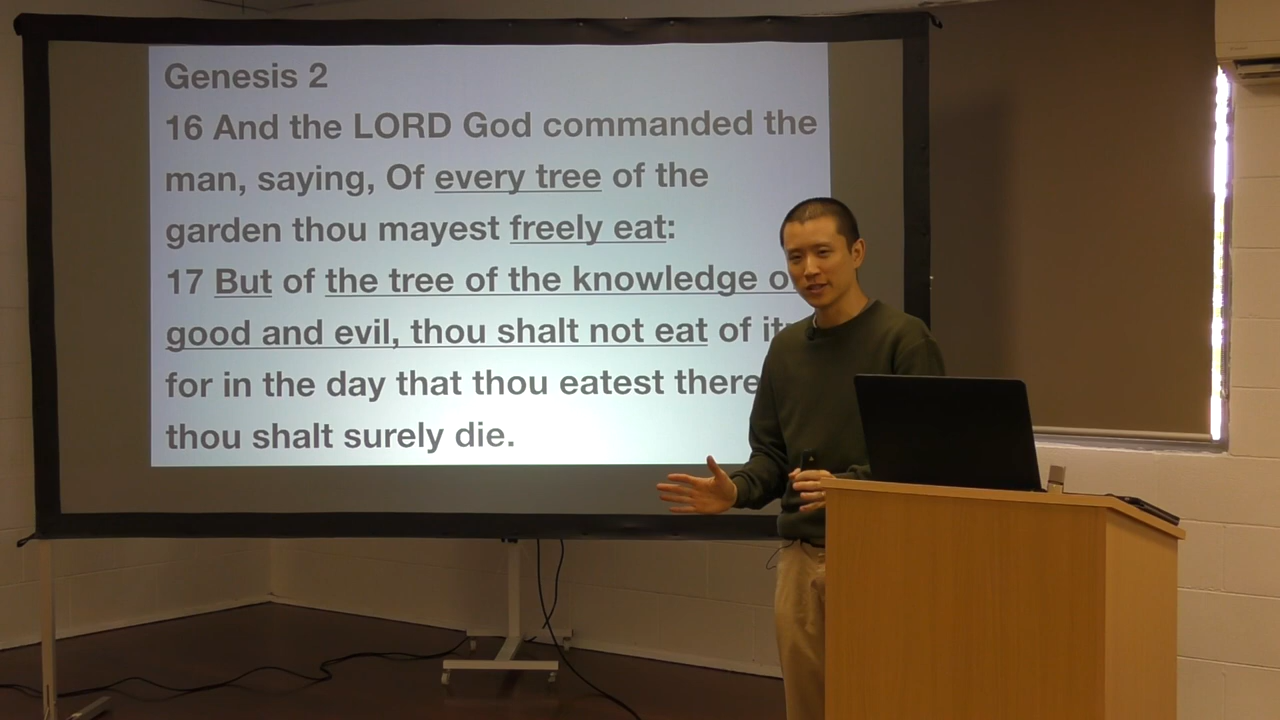 Genesis 2
16 And the LORD God commanded the
man, saying, Of every tree of the
garden thou mayest freely eat:
17 But of the tree of the knowledge o
good and evil, thou shalt not eat of it:
for in the day that thou eatest there
thou shalt surely die.